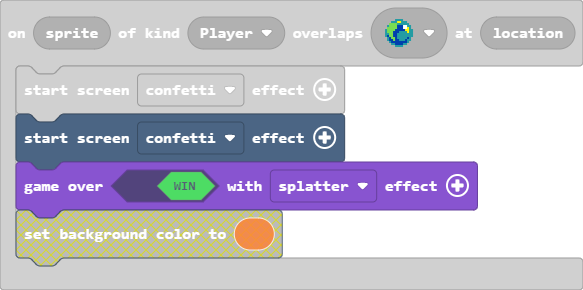 on sprite of kind Player overlaps at location
start screen confetti effect
start screen confetti effect
game over WIN with splatter effect
set background color to